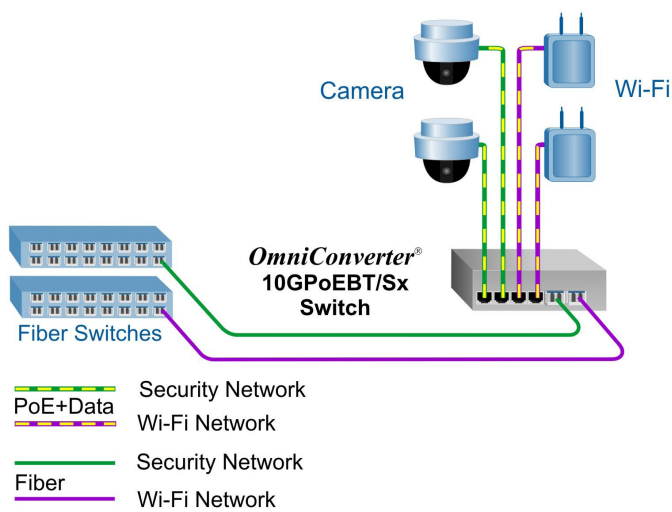 Camera
Wi-Fi
OmniConverter®
10GPoEBT/Sx
Switch
Fiber Switches
Security Network
PoE+Data
Wi-Fi Network
Security Network
Fiber
Wi-Fi Network